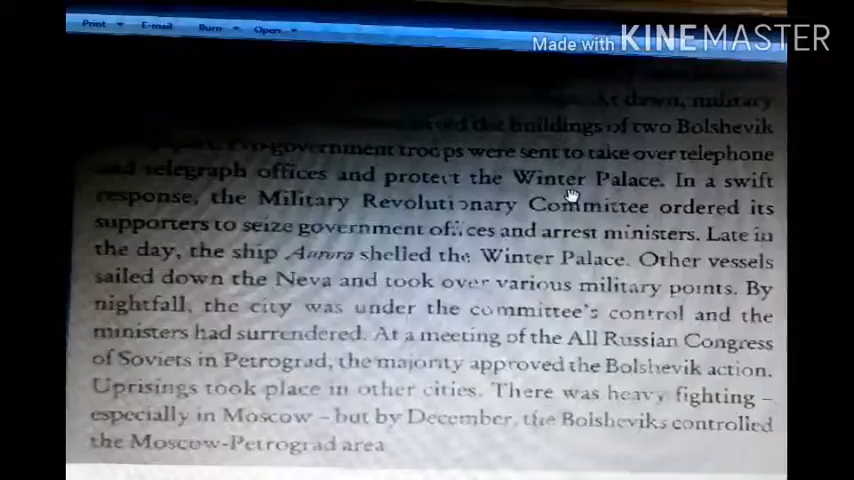 Print E-mail Burn Open
Made with KINEMASTER
At dawn, military
the buildings of two Bolshevik
Pro-government troops were sent to take over telephone
and telegraph offices and protect the Winter Palace. In a swift
response, the Military Revolutionary Committee ordered its
supporters to seize government offices and arrest ministers. Late in
the day, the ship Aurora shelled the Winter Palace. Other vessels
sailed down the Neva and took over various military points. By
nightfall, the city was under the committee's control and the
ministers had surrendered. At a meeting of the All Russian Congress
of Soviets in Petrograd, the majority approved the Bolshevik action.
Uprisings took place in other cities. There was heavy fighting –
especially in Moscow – but by December, the Bolsheviks controlled
the Moscow-Petrograd area